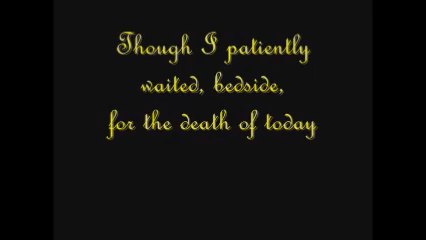 Though I patiently
waited, bedside,
for the death of today